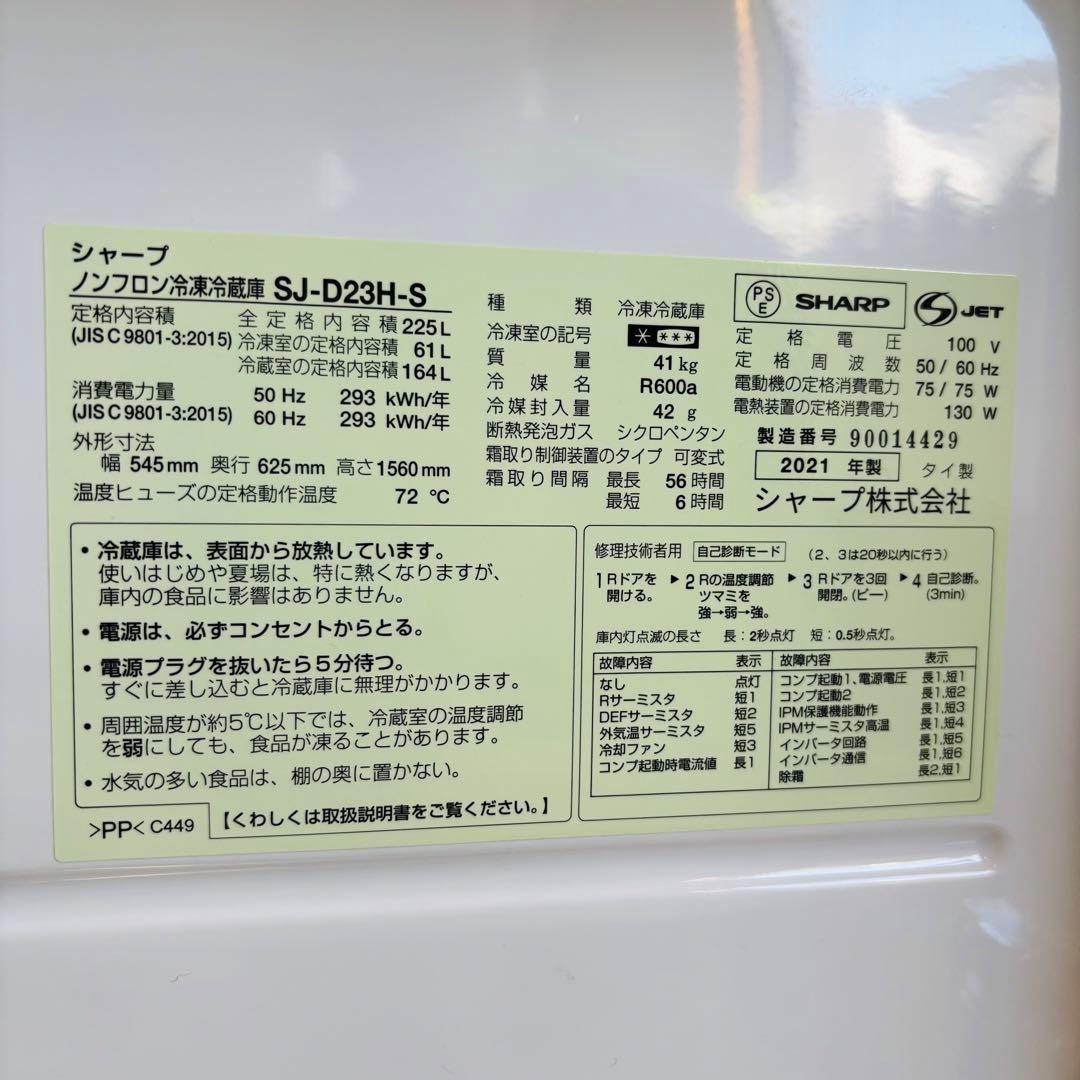 シャープ
ノンフロン冷凍冷蔵庫 SJ-D23H-S
定格内容積 全定格内容積 225 L
(JIS C 9801-3:2015) 冷凍室の定格内容積 61 L
冷蔵室の定格内容積 164 L
消費電力量 50 Hz 293 kWh/年
(JIS C 9801-3:2015) 60 Hz 293 kWh/年
外形寸法
幅 545 mm 奥行 625 mm 高さ 1560 mm
温度ヒューズの定格動作温度 72 ℃
種類 冷凍冷蔵庫
冷凍室の記号 * ***
質量 41 kg
冷媒名 R600a
冷媒封入量 42 g
断熱発泡ガス シクロペンタン
霜取り制御装置のタイプ 可変式
霜取り間隔 最長 56 時間
最短 6 時間
PSE SHARP S JET
定格電圧 100 V
定格周波数 50 / 60 Hz
電動機の定格消費電力 75 / 75 W
電熱装置の定格消費電力 130 W
製造番号 90014429
2021 年製 タイ製
シャープ株式会社
・冷蔵庫は、表面から放熱しています。
使いはじめや夏場は、特に熱くなりますが、
庫内の食品に影響はありません。
・電源は、必ずコンセントからとる。
・電源プラグを抜いたら5分待つ。
すぐに差し込むと冷蔵庫に無理がかかります。
・周囲温度が約5℃以下では、冷蔵室の温度調節
を弱にしても、食品が凍ることがあります。
・水気の多い食品は、棚の奥に置かない。
>PP< C449 【くわしくは取扱説明書をご覧ください。】
修理技術者用 自己診断モード (2、3は20秒以内に行う)
1 Rドアを ▶ 2 Rの温度調節 ▶ 3 Rドアを3回 ▶ 4 自己診断。
開ける。 ツマミを 開閉。(ピー) (3min)
強→弱→強。
庫内灯点滅の長さ 長:2秒点灯 短:0.5秒点灯。
故障内容 表示 故障内容 表示
なし 点灯 コンプ起動1、電源電圧 長1,短1
Rサーミスタ 短1 コンプ起動2 長1,短2
DEFサーミスタ 短2 IPM保護機能動作 長1,短3
外気温サーミスタ 短5 IPMサーミスタ高温 長1,短4
冷却ファン 短3 インバータ回路 長1,短5
コンプ起動時電流値 長1 インバータ通信 長1,短6
除霜 長2,短1